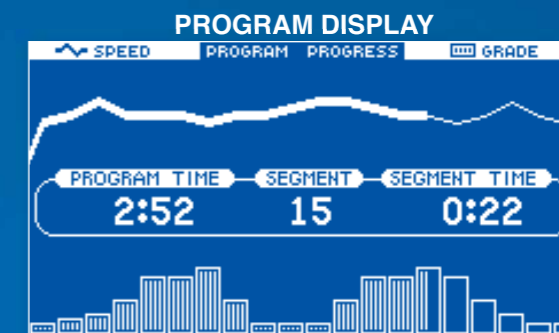 PROGRAM DISPLAY
SPEED PROGRAM PROGRESS GRADE
PROGRAM TIME SEGMENT SEGMENT TIME
2:52 15 0:22